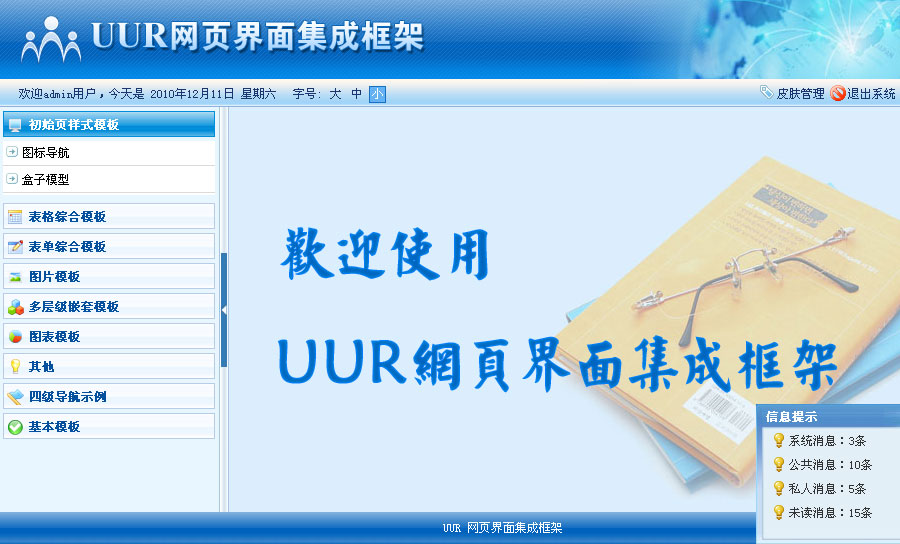 UUR网页界面集成框架
欢迎admin用户，今天是 2010年12月11日 星期六 字号: 大 中 小
皮肤管理 退出系统
初始页样式模板
图标导航
盒子模型
表格综合模板
表单综合模板
图片模板
多层级嵌套模板
图表模板
其他
四级导航示例
基本模板
歡迎使用
UUR網頁界面集成框架
信息提示
系统消息：3条
公共消息：10条
私人消息：5条
未读消息：15条
UUR 网页界面集成框架